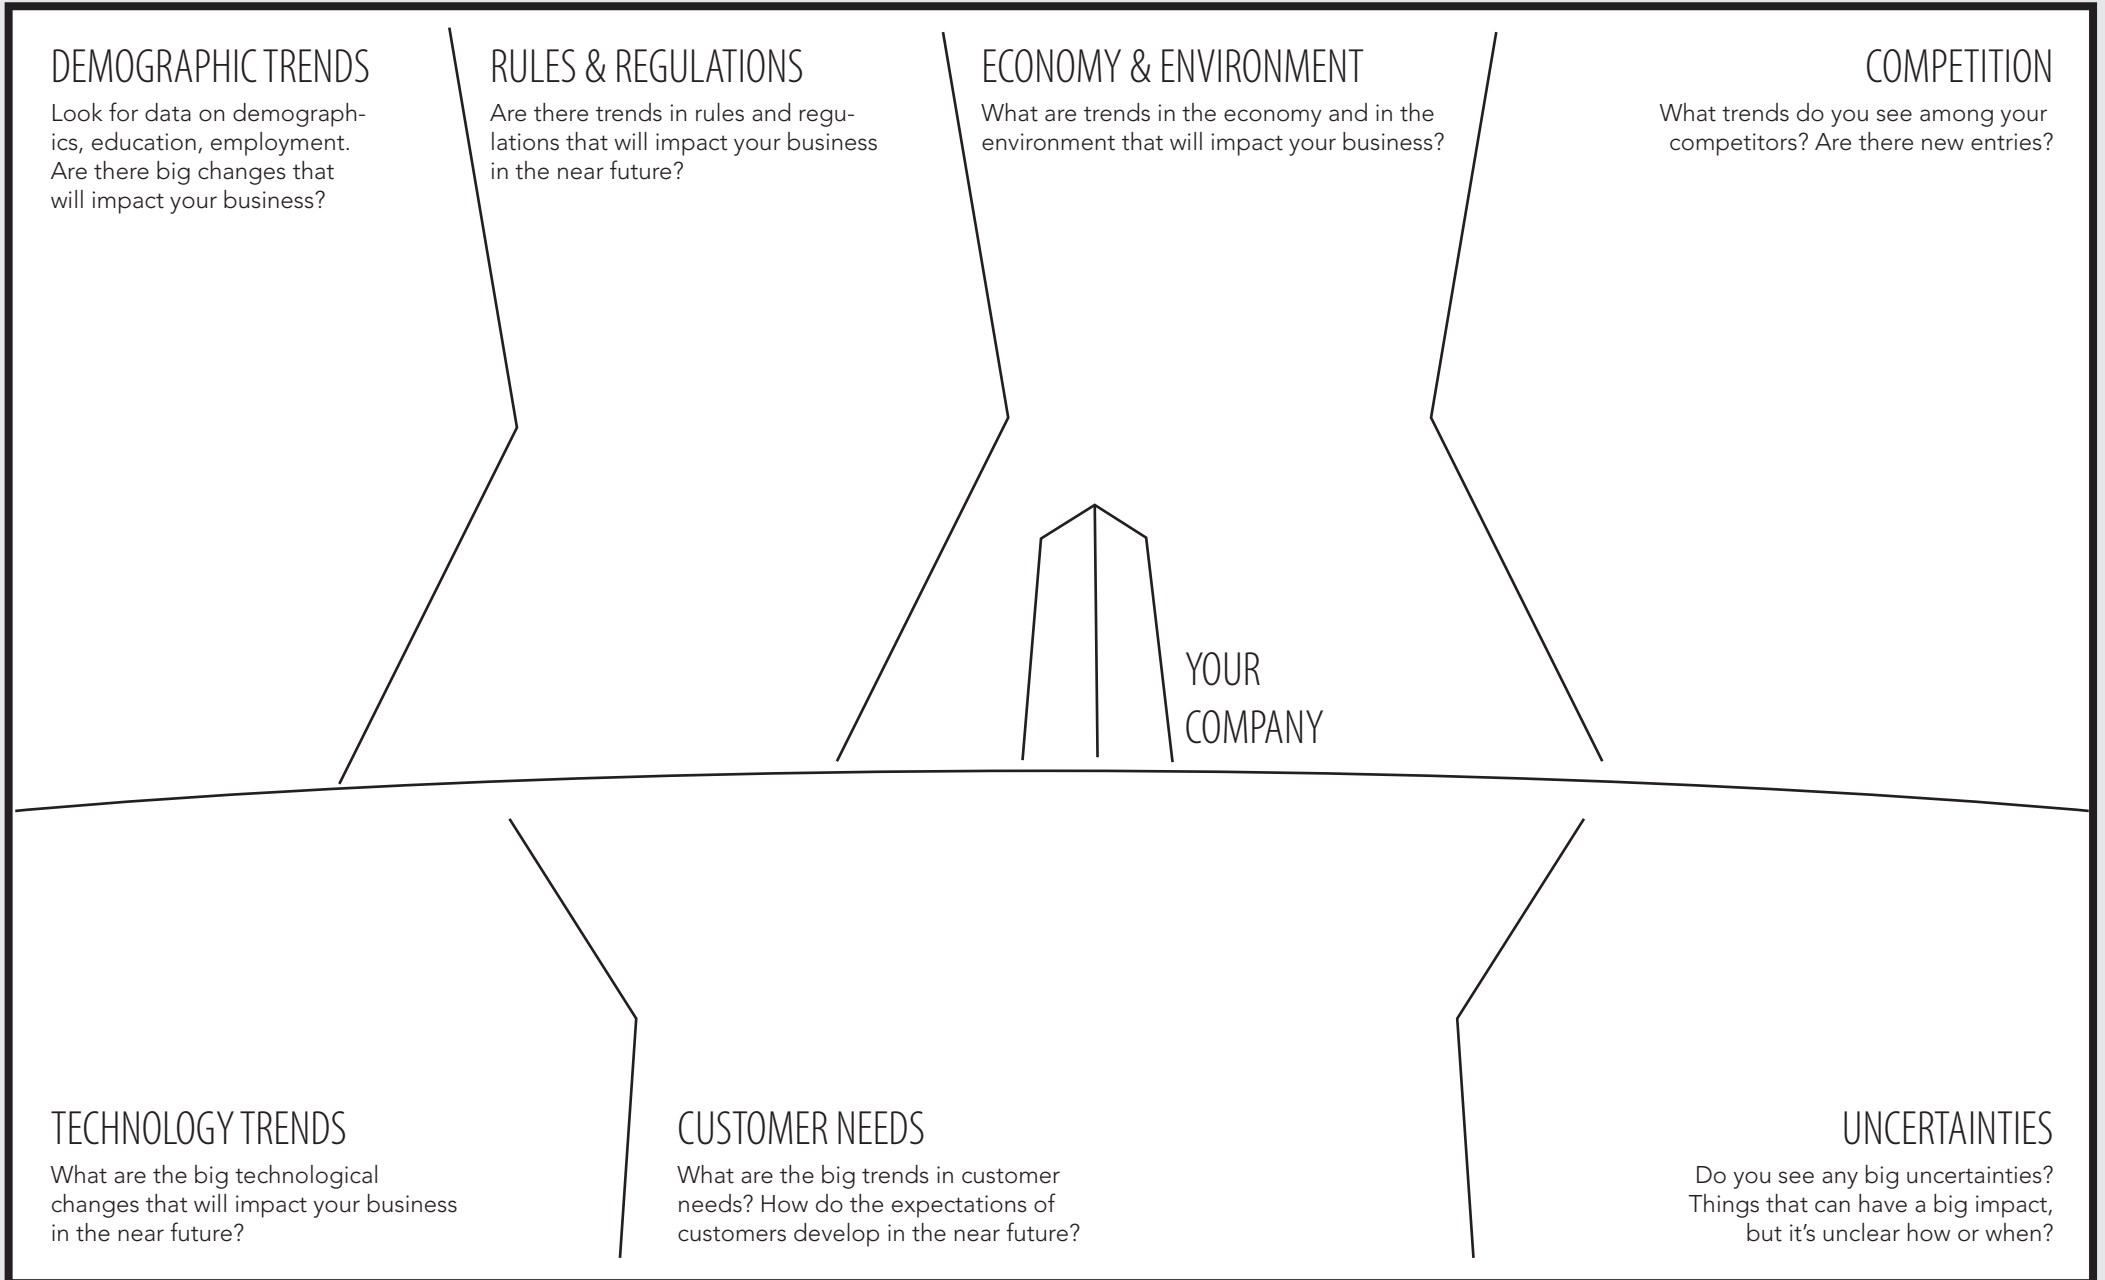 DEMOGRAPHIC TRENDS
Look for data on demograph-
ics, education, employment.
Are there big changes that
will impact your business?
RULES & REGULATIONS
Are there trends in rules and regu-
lations that will impact your business
in the near future?
ECONOMY & ENVIRONMENT
What are trends in the economy and in the
environment that will impact your business?
COMPETITION
What trends do you see among your
competitors? Are there new entries?
YOUR
COMPANY
TECHNOLOGY TRENDS
What are the big technological
changes that will impact your business
in the near future?
CUSTOMER NEEDS
What are the big trends in customer
needs? How do the expectations of
customers develop in the near future?
UNCERTAINTIES
Do you see any big uncertainties?
Things that can have a big impact,
but it’s unclear how or when?